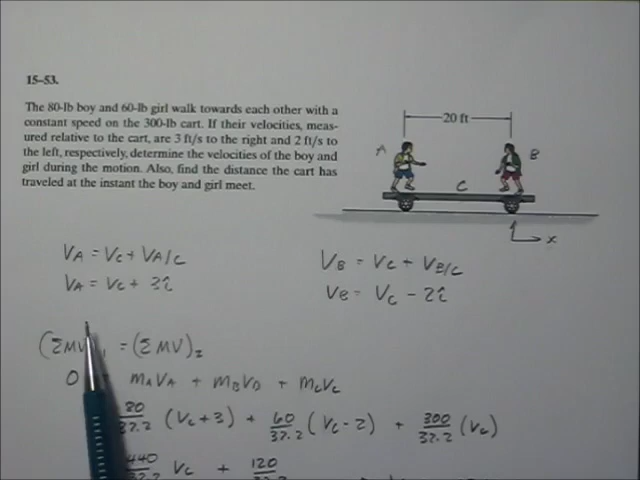 15–53.
The 80-lb boy and 60-lb girl walk towards each other with a
constant speed on the 300-lb cart. If their velocities, meas-
ured relative to the cart, are 3 ft/s to the right and 2 ft/s to
the left, respectively, determine the velocities of the boy and
girl during the motion. Also, find the distance the cart has
traveled at the instant the boy and girl meet.
20 ft
A
B
C
x
VA = VC + VA/C
VA = VC + 3î
VB = VC + VB/C
VB = VC - 2î
(ΣMV)1 = (ΣMV)2
0 mAVA + mBVB + mCVC
80/32.2 (VC+3) + 60/32.2 (VC-2) + 300/32.2 (VC)
440 VC + 120